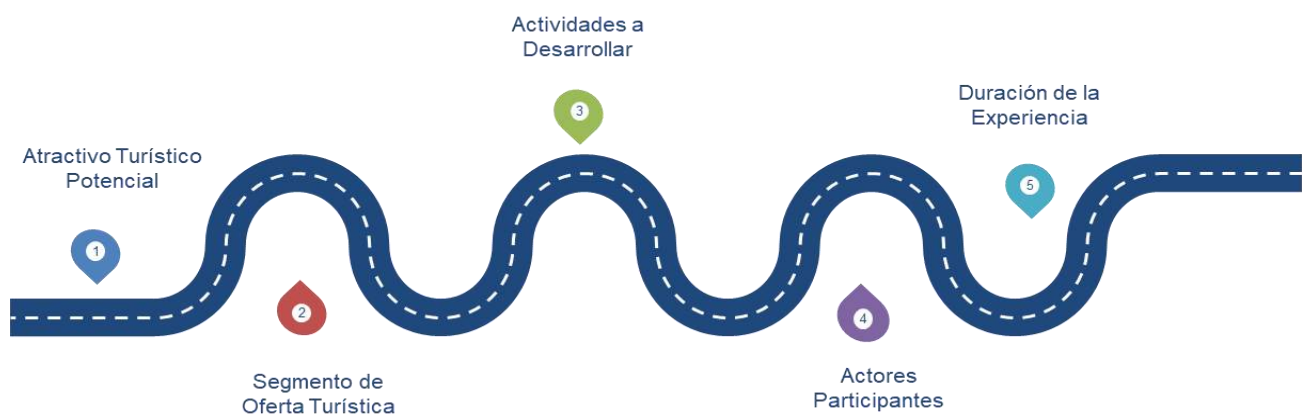 1
Atractivo Turístico
Potencial
2
Segmento de
Oferta Turística
3
Actividades a
Desarrollar
4
Actores
Participantes
5
Duración de la
Experiencia